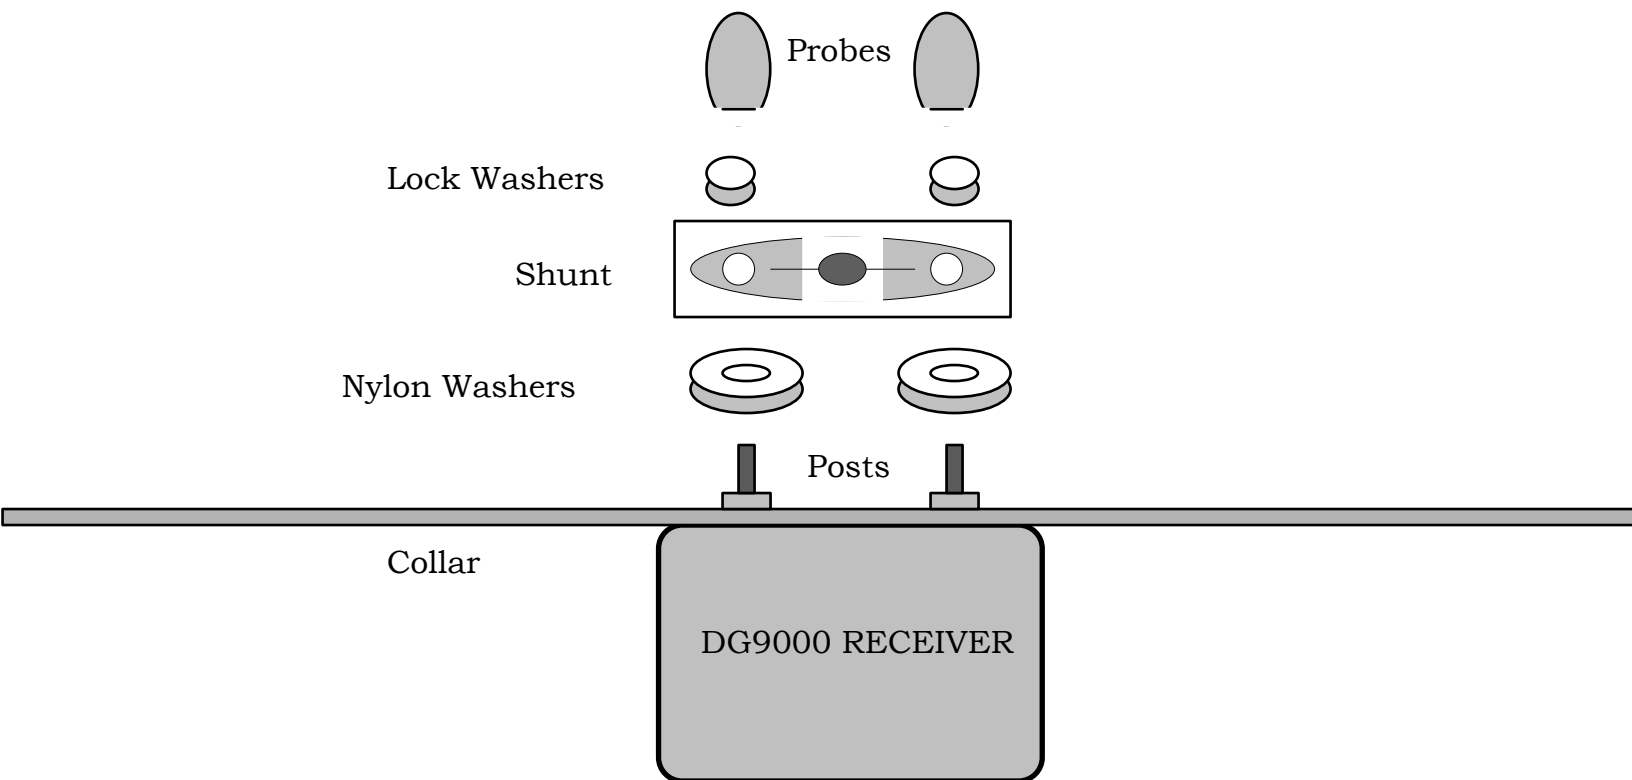 Probes
Lock Washers
Shunt
Nylon Washers
Posts
Collar
DG9000 RECEIVER